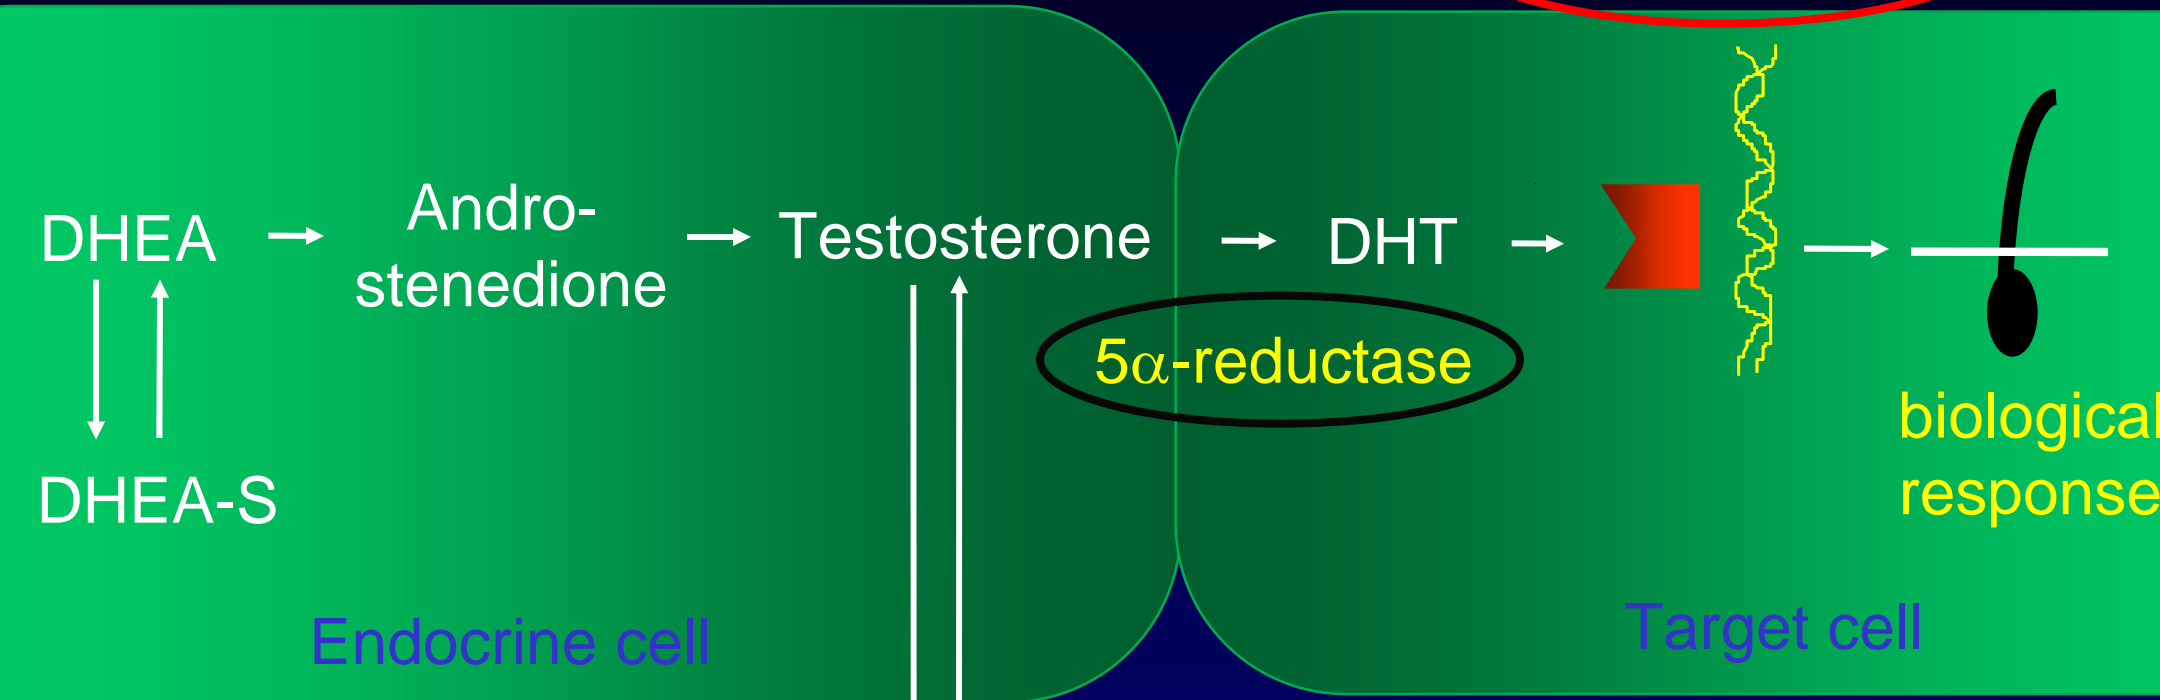 DHEA
Andro-
stenedione
Testosterone
DHT
5α-reductase
biological
response
DHEA-S
Endocrine cell
Target cell